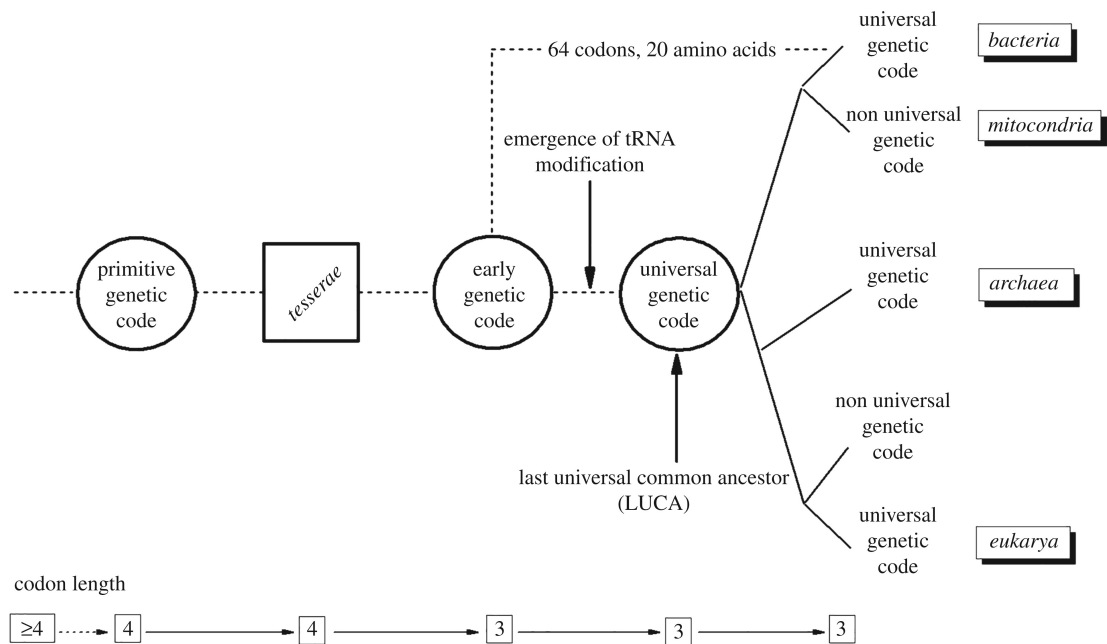 64 codons, 20 amino acids
universal
genetic
code
bacteria
non universal
genetic
code
mitocondria
emergence of tRNA
modification
primitive
genetic
code
tesserae
early
genetic
code
universal
genetic
code
universal
genetic
code
archaea
non universal
genetic
code
last universal common ancestor
(LUCA)
universal
genetic
code
eukarya
codon length
≥4
4
4
3
3
3